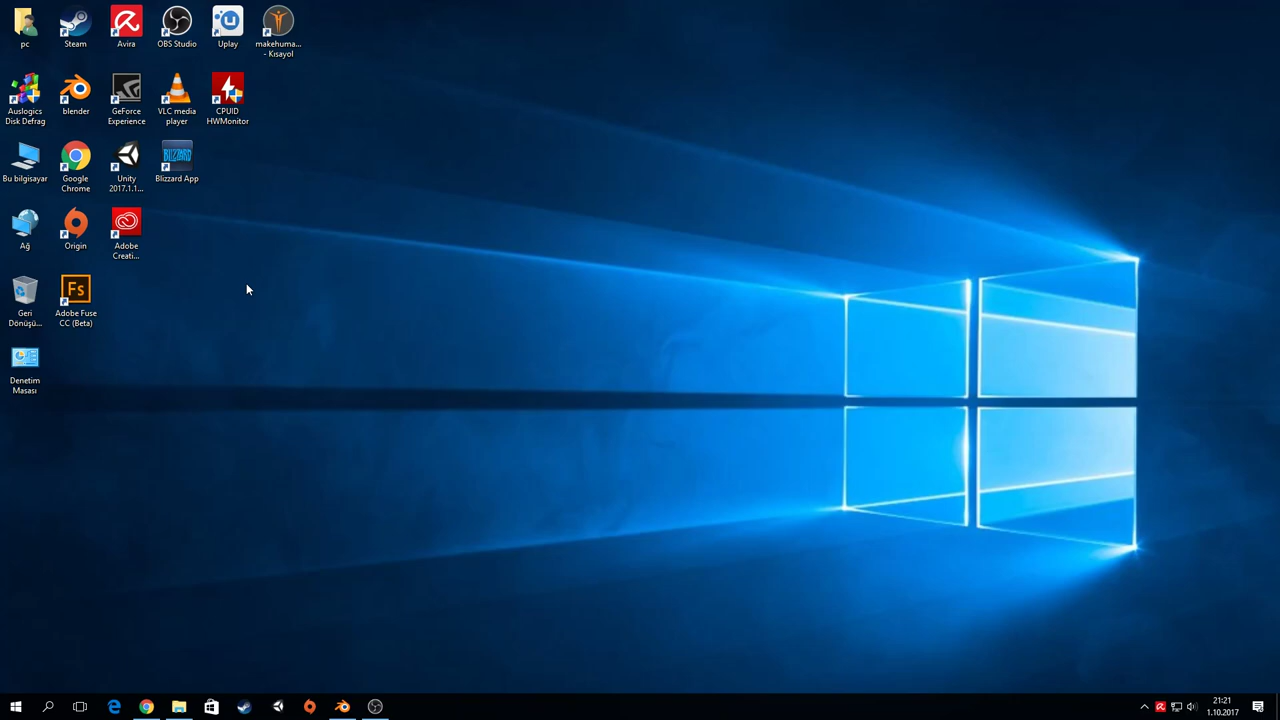 pc
Steam
Avira
OBS Studio
Uplay
makehuma...
- Kısayol
Auslogics
Disk Defrag
blender
GeForce
Experience
VLC media
player
CPUID
HWMonitor
Bu bilgisayar
Google
Chrome
Unity
2017.1.1...
BLIZZARD
Blizzard App
Ağ
Origin
Adobe
Creati...
Geri
Dönüşü...
Fs
Adobe Fuse
CC (Beta)
Denetim
Masası
21:21
1.10.2017